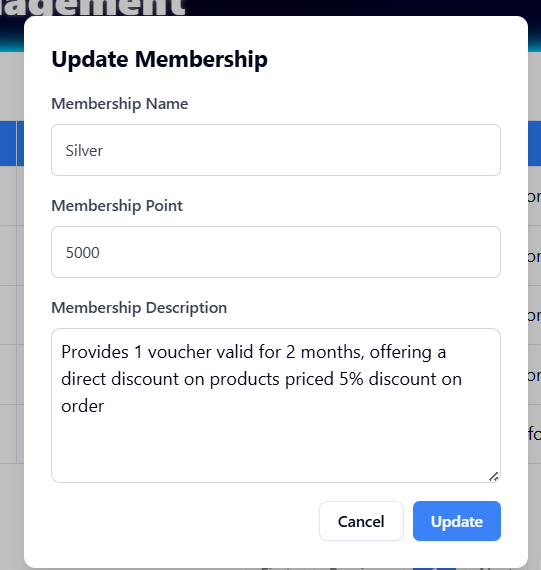 Update Membership
Membership Name
Silver
Membership Point
5000
Membership Description
Provides 1 voucher valid for 2 months, offering a
direct discount on products priced 5% discount on
order
Cancel
Update